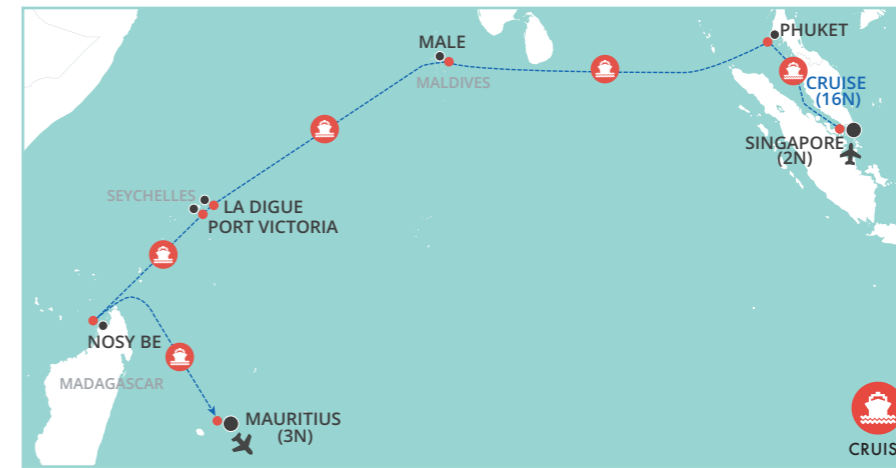 PHUKET
MALE
MALDIVES
CRUISE
(16N)
SINGAPORE
(2N)
SEYCHELLES
LA DIGUE
PORT VICTORIA
NOSY BE
MADAGASCAR
MAURITIUS
(3N)
CRUIS